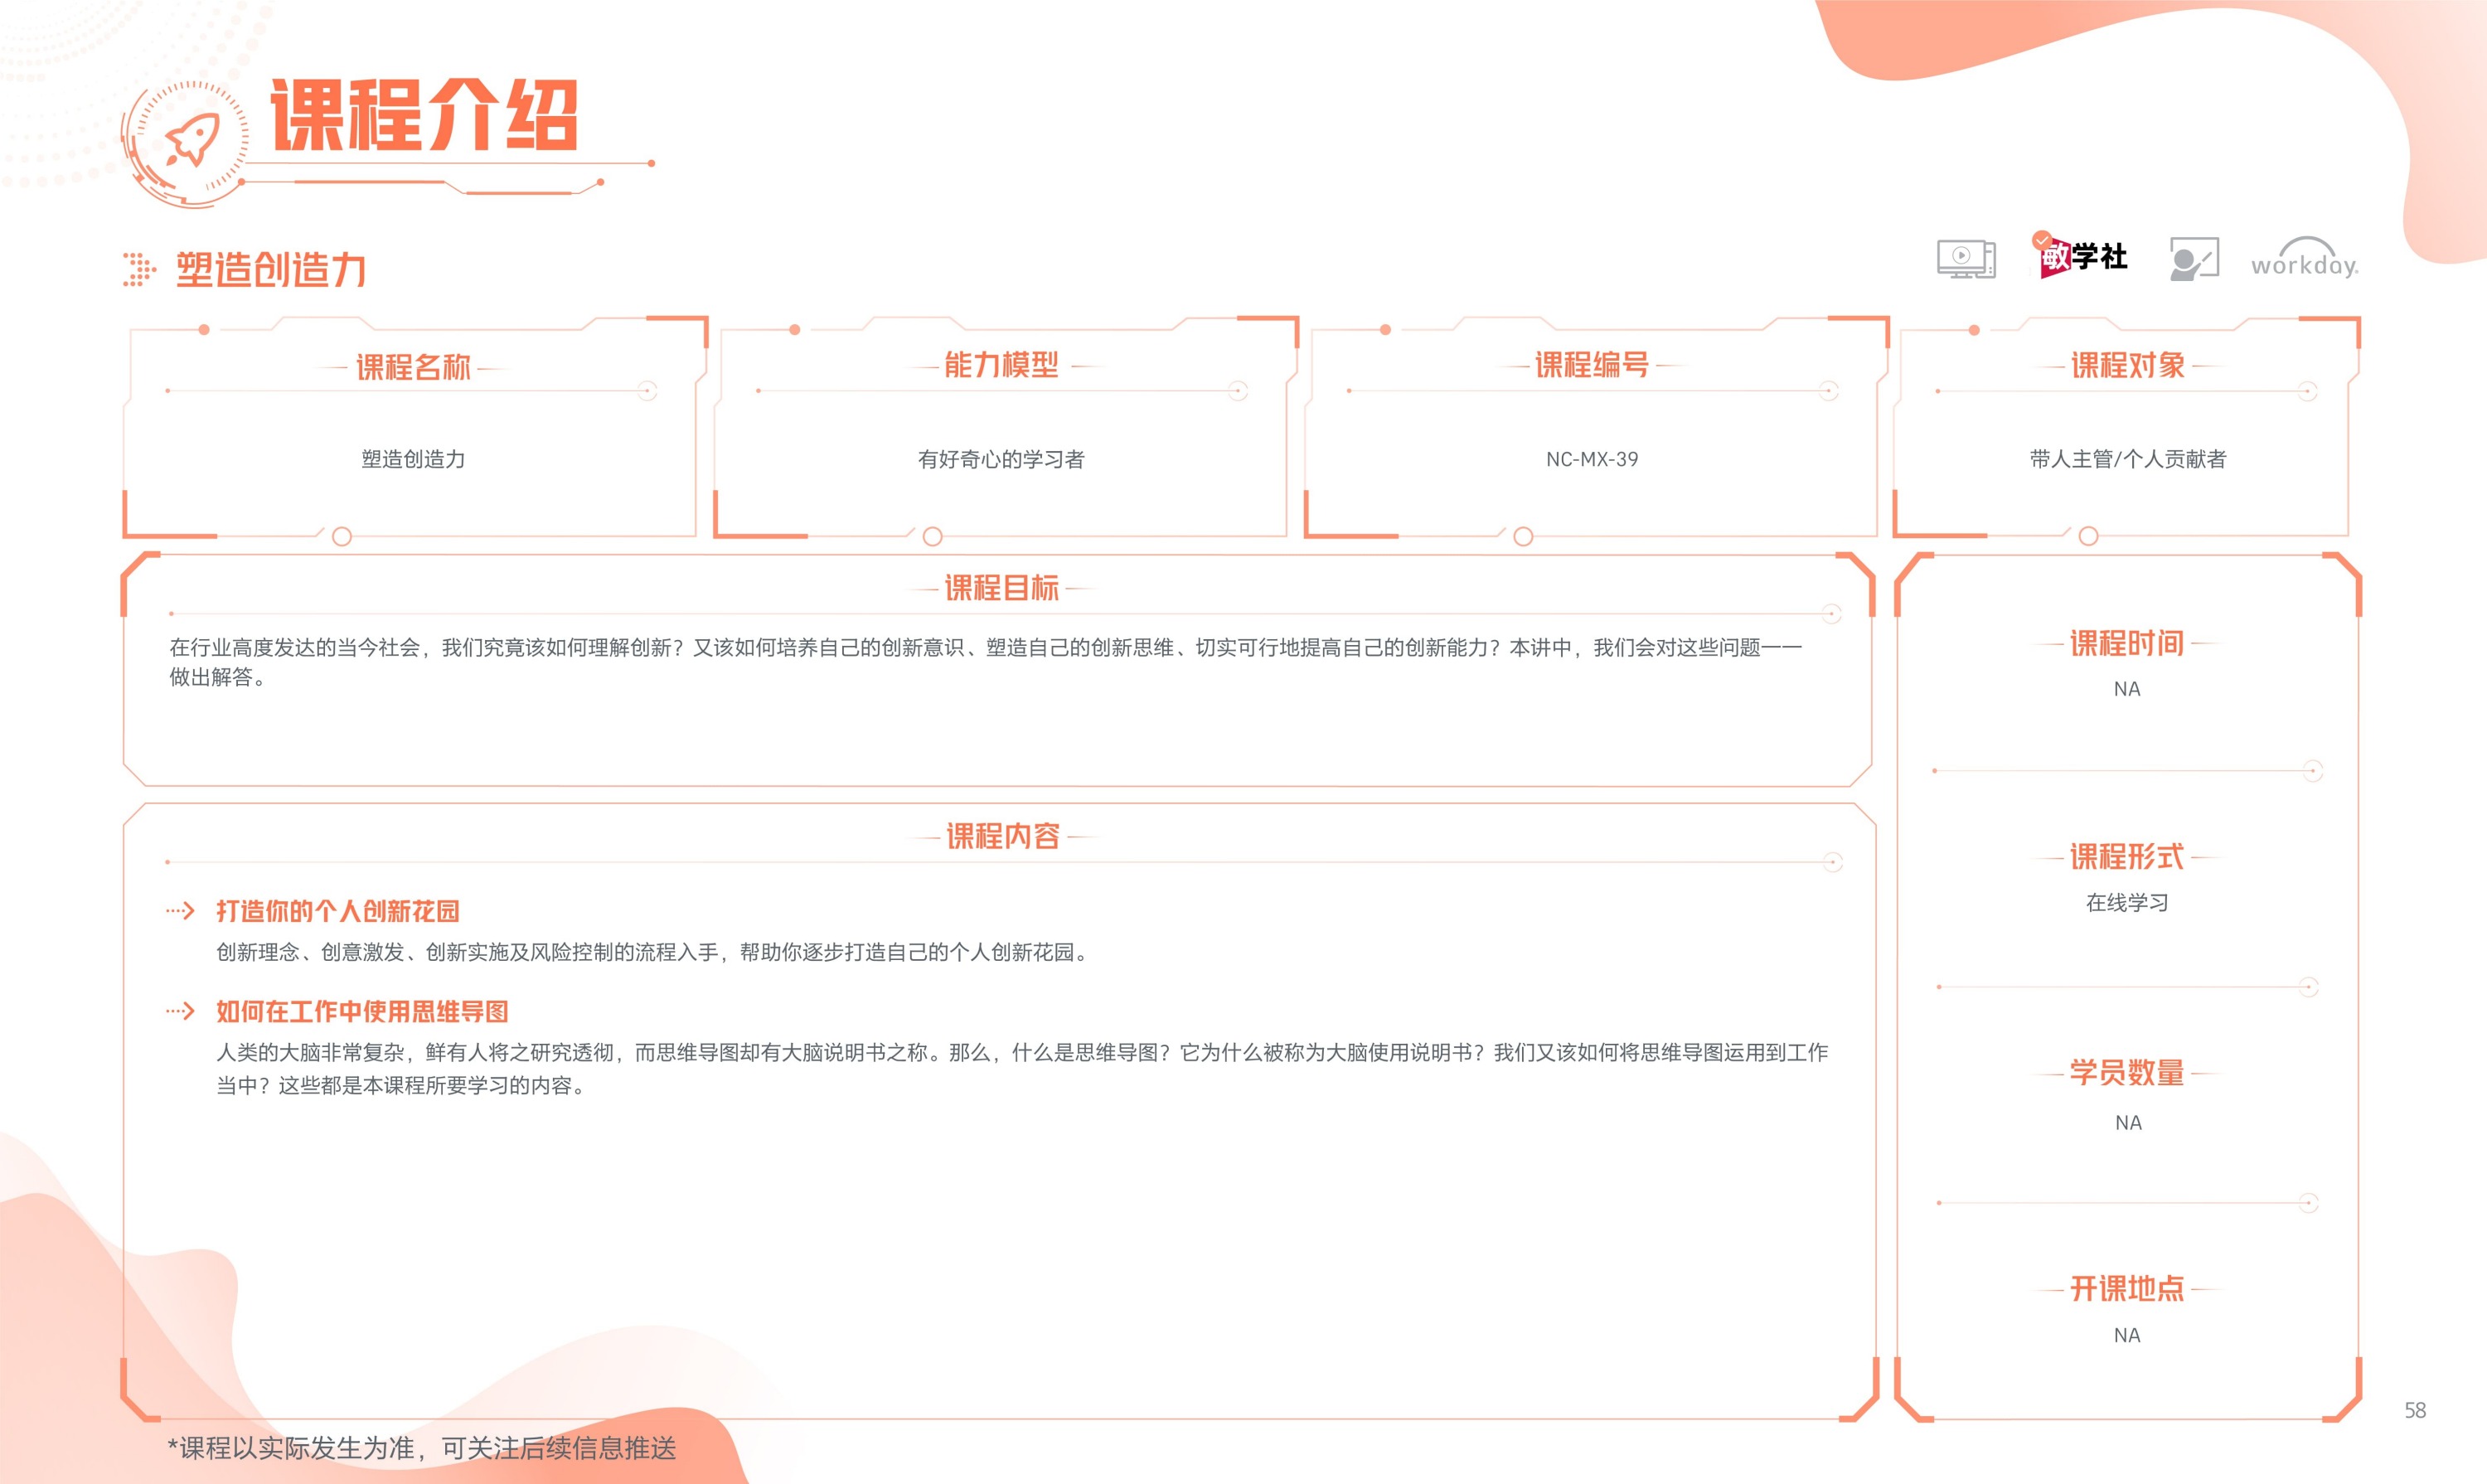 课程介绍
塑造创造力
敏学社
workday.
课程名称
塑造创造力
能力模型
有好奇心的学习者
课程编号
NC-MX-39
课程对象
带人主管/个人贡献者
课程目标
在行业高度发达的当今社会，我们究竟该如何理解创新？又该如何培养自己的创新意识、塑造自己的创新思维、切实可行地提高自己的创新能力？本讲中，我们会对这些问题一一
做出解答。
课程内容
打造你的个人创新花园
创新理念、创意激发、创新实施及风险控制的流程入手，帮助你逐步打造自己的个人创新花园。
如何在工作中使用思维导图
人类的大脑非常复杂，鲜有人将之研究透彻，而思维导图却有大脑说明书之称。那么，什么是思维导图？它为什么被称为大脑使用说明书？我们又该如何将思维导图运用到工作
当中？这些都是本课程所要学习的内容。
课程时间
NA
课程形式
在线学习
学员数量
NA
开课地点
NA
*课程以实际发生为准，可关注后续信息推送
58